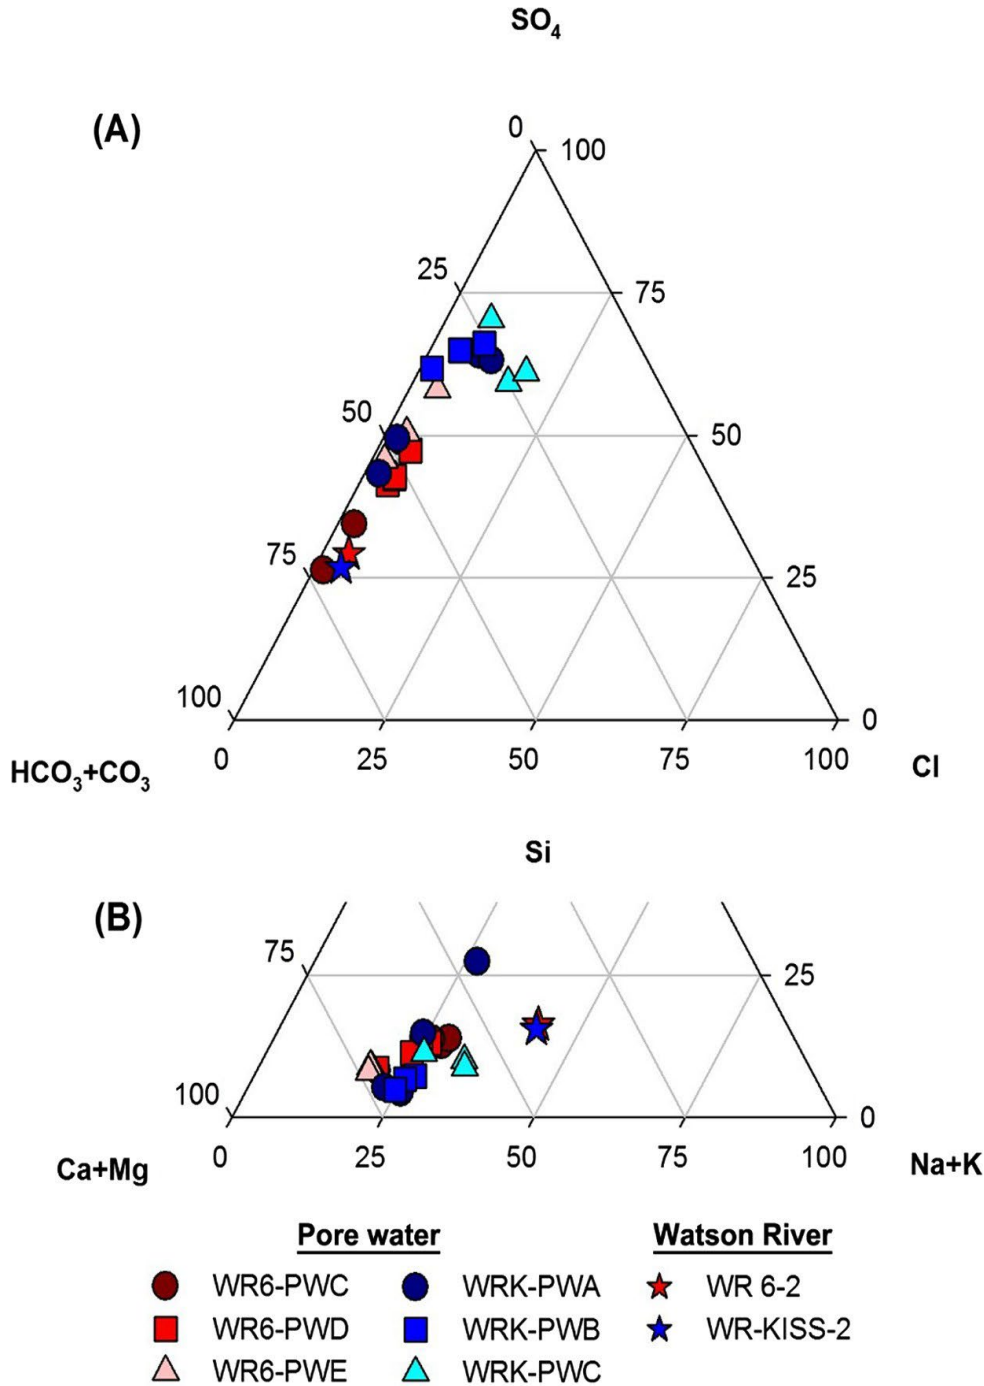 SO₄
(A)
0 100
25 75
50 50
75 25
100 0
0 25 50 75 100
HCO₃+CO₃ Cl
Si
(B)
75 25
100 0
0 25 50 75 100
Ca+Mg Na+K
Pore water Watson River
WR6-PWC WRK-PWA WR 6-2
WR6-PWD WRK-PWB WR-KISS-2
WR6-PWE WRK-PWC